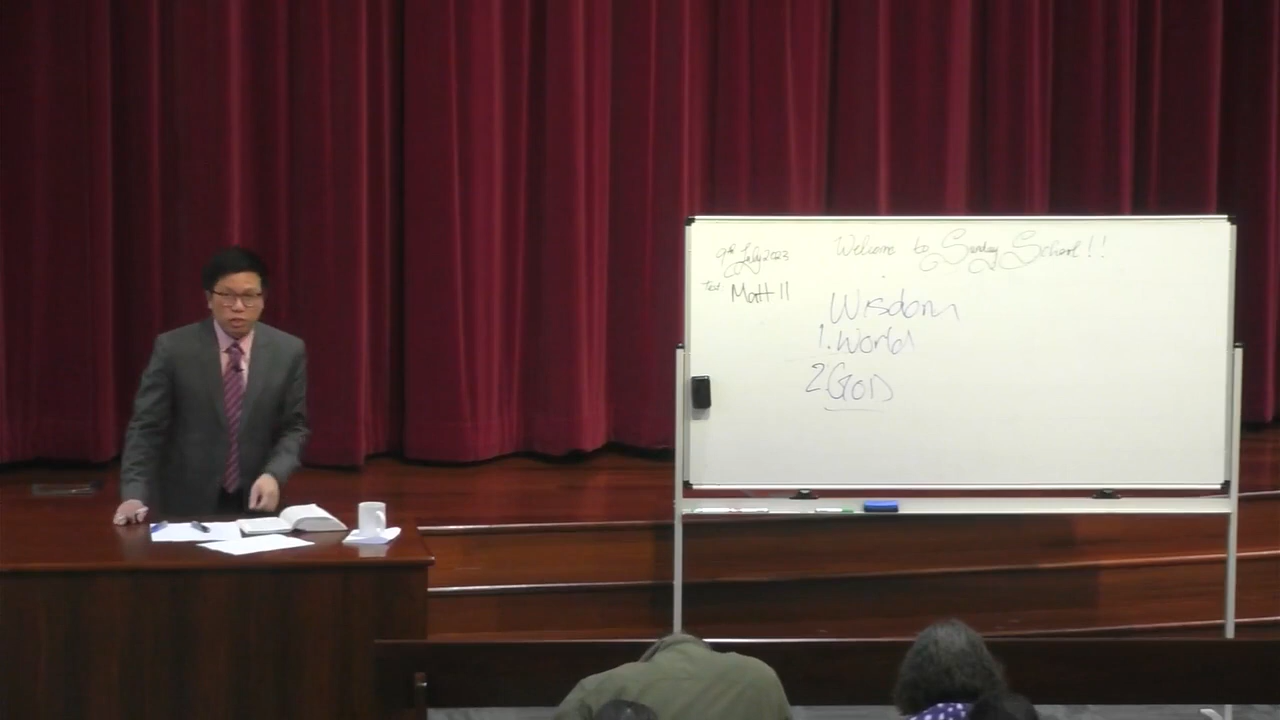 Welcome to Sunday School!!
9th July 2023
Text Matt 11
Wisdom
1. World
2. GOD